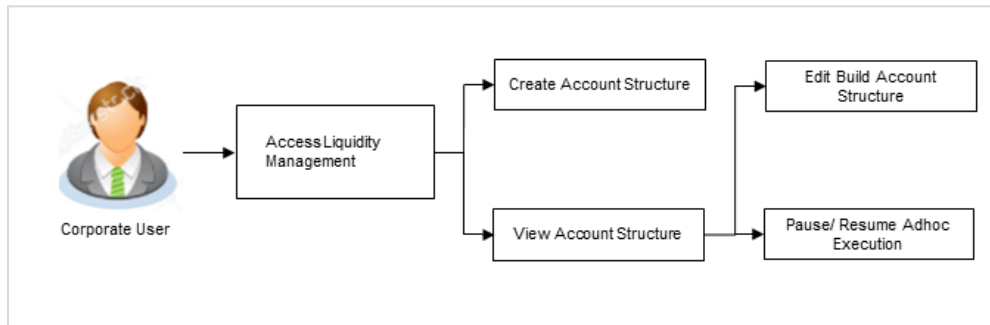 Corporate User
Access Liquidity
Management
Create Account Structure
View Account Structure
Edit Build Account
Structure
Pause/ Resume Adhoc
Execution